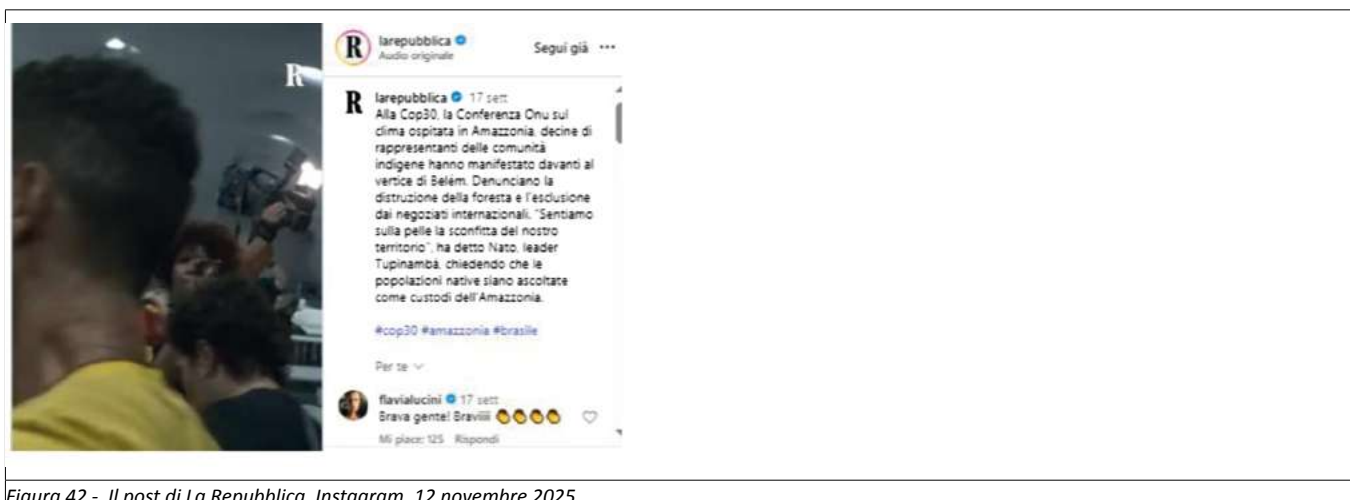 R
R larepubblica
Audio originale
Segui già ...
R larepubblica 17 sett
Alla Cop30, la Conferenza Onu sul
clima ospitata in Amazzonia, decine di
rappresentanti delle comunità
indigene hanno manifestato davanti al
vertice di Belém. Denunciano la
distruzione della foresta e l'esclusione
dai negoziati internazionali. "Sentiamo
sulla pelle la sconfitta del nostro
territorio", ha detto Nato, leader
Tupinambá, chiedendo che le
popolazioni native siano ascoltate
come custodi dell'Amazzonia.
#cop30 #amazzonia #brasile
Per te
flavialucini 17 sett
Brava gente! Braviiii 👏👏👏👏
Mi piace: 125 Rispondi
Figura 42 - Il post di La Repubblica, Instagram, 12 novembre 2025